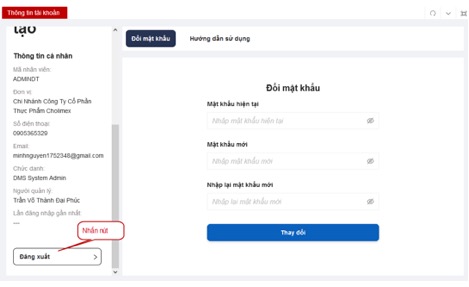 Thông tin tài khoản
tạo
Thông tin cá nhân
Mã nhân viên:
ADMINDT
Đơn vị:
Chi Nhánh Công Ty Cổ Phần
Thực Phẩm Cholimex
Số điện thoại:
0905365329
Email:
minhnguyen1752348@gmail.com
Chức danh:
DMS System Admin
Người quản lý:
Trần Võ Thành Đại Phúc
Lần đăng nhập gần nhất:
—
Nhấn nút
Đăng xuất
Đổi mật khẩu
Hướng dẫn sử dụng
Đổi mật khẩu
Mật khẩu hiện tại
Nhập mật khẩu hiện tại
Mật khẩu mới
Nhập mật khẩu mới
Nhập lại mật khẩu mới
Nhập lại mật khẩu mới
Thay đổi